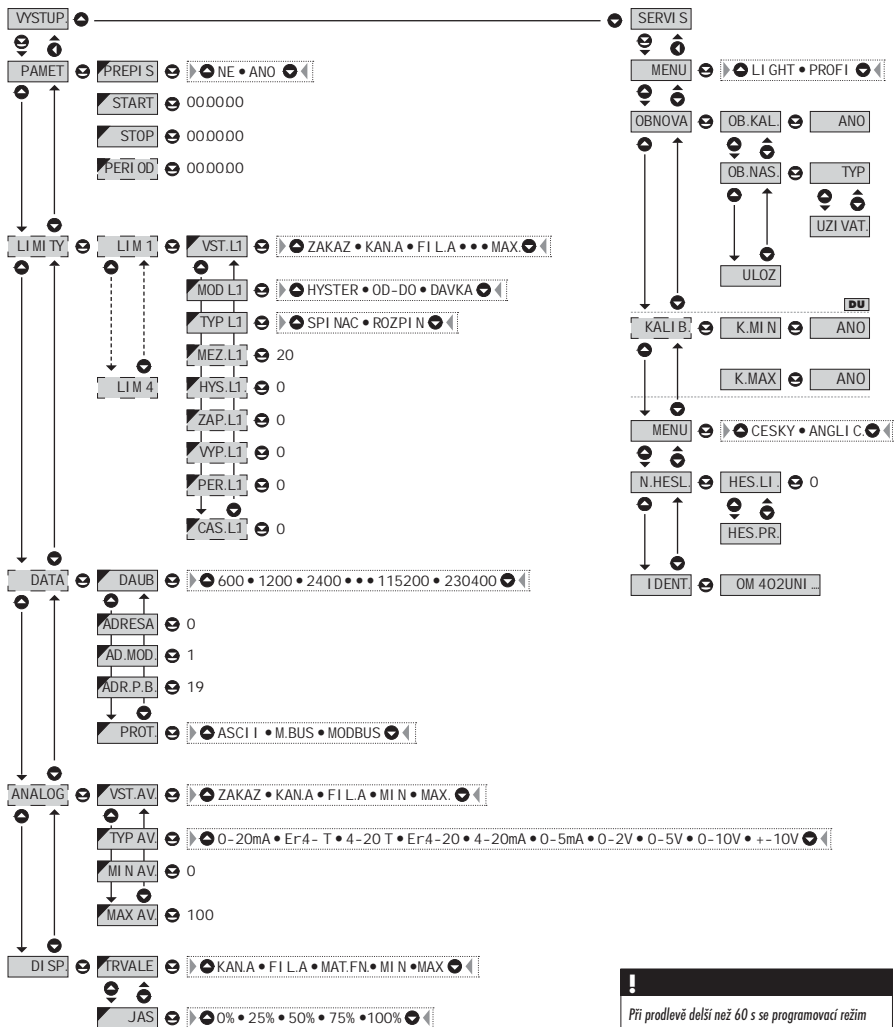 VYSTUP.
PAMET PREPIS NE • ANO
START 00.00.00
STOP 00.00.00
PERIOD 00.00.00
LIMITY LIM 1 VST.L1 ZAKAZ • KAN.A • FIL.A • • • MAX.
MOD L1 HYSTER • OD-DO • DAVKA
TYP L1 SPINAC • ROZPIN
MEZ.L1 20
LIM 4 HYS.L1. 0
ZAP.L1 0
VYP.L1 0
PER.L1 0
CAS.L1 0
DATA DAUB 600 • 1200 • 2400 • • • 115200 • 230400
ADRESA 0
AD.MOD. 1
ADR.P.B. 19
PROT. ASCII • M.BUS • MODBUS
ANALOG VST.AV. ZAKAZ • KAN.A • FIL.A • MIN • MAX.
TYP AV. 0-20mA • Er4- T • 4-20 T • Er4-20 • 4-20mA • 0-5mA • 0-2V • 0-5V • 0-10V • +-10V
MIN AV. 0
MAX AV. 100
DISP. TRVALE KAN.A • FIL.A • MAT.FN. • MIN • MAX
JAS 0% • 25% • 50% • 75% • 100%
SERVIS
MENU LIGHT • PROFI
OBNOVA OB.KAL. ANO
OB.NAS. TYP
UZIVAT.
ULOZ
DU
KALIB. K.MIN ANO
K.MAX ANO
MENU CESKY • ANGLIC.
N.HESL. HES.LI. 0
HES.PR.
IDENT. OM 402UNI ...
!
Při prodlevě delší než 60 s se programovací režim